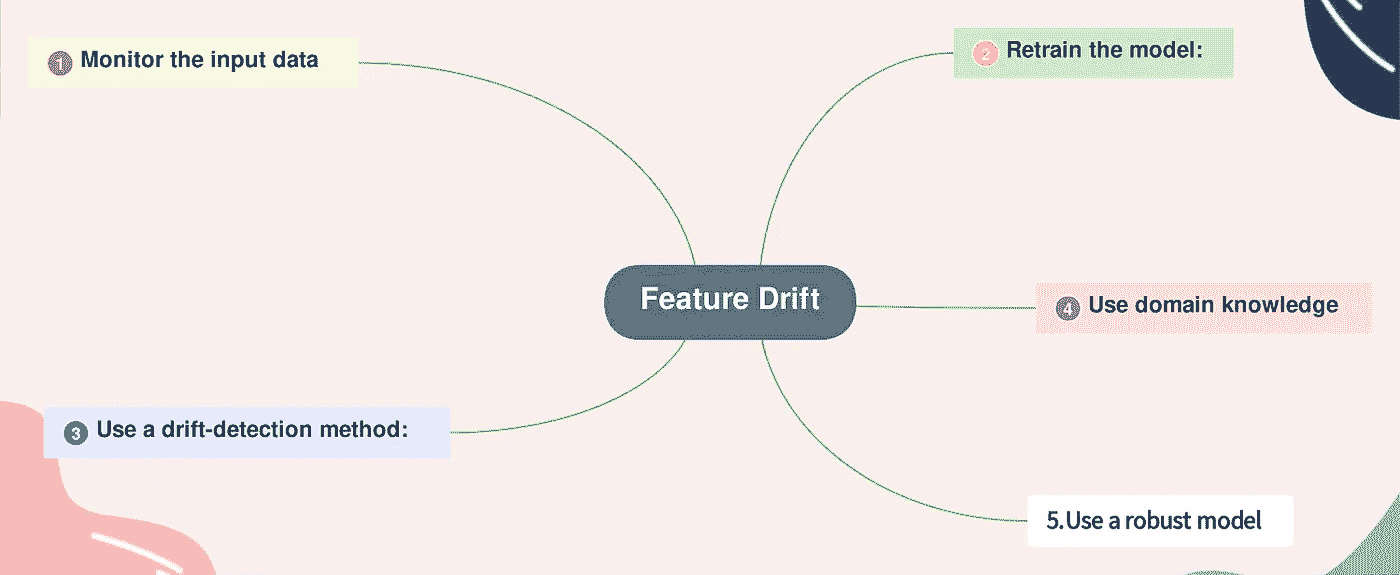 1 Monitor the input data
2 Retrain the model:
Feature Drift
4 Use domain knowledge
3 Use a drift-detection method:
5.Use a robust model